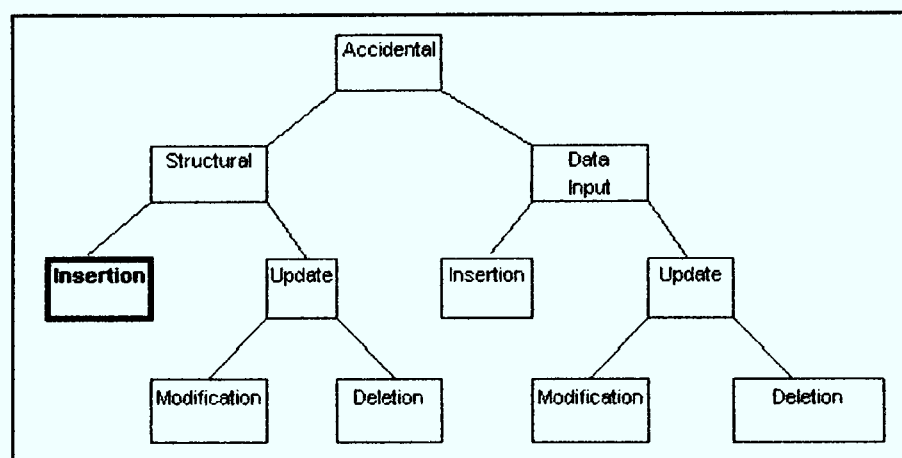 Accidental
Structural
Data
Input
Insertion
Update
Insertion
Update
Modification
Deletion
Modification
Deletion